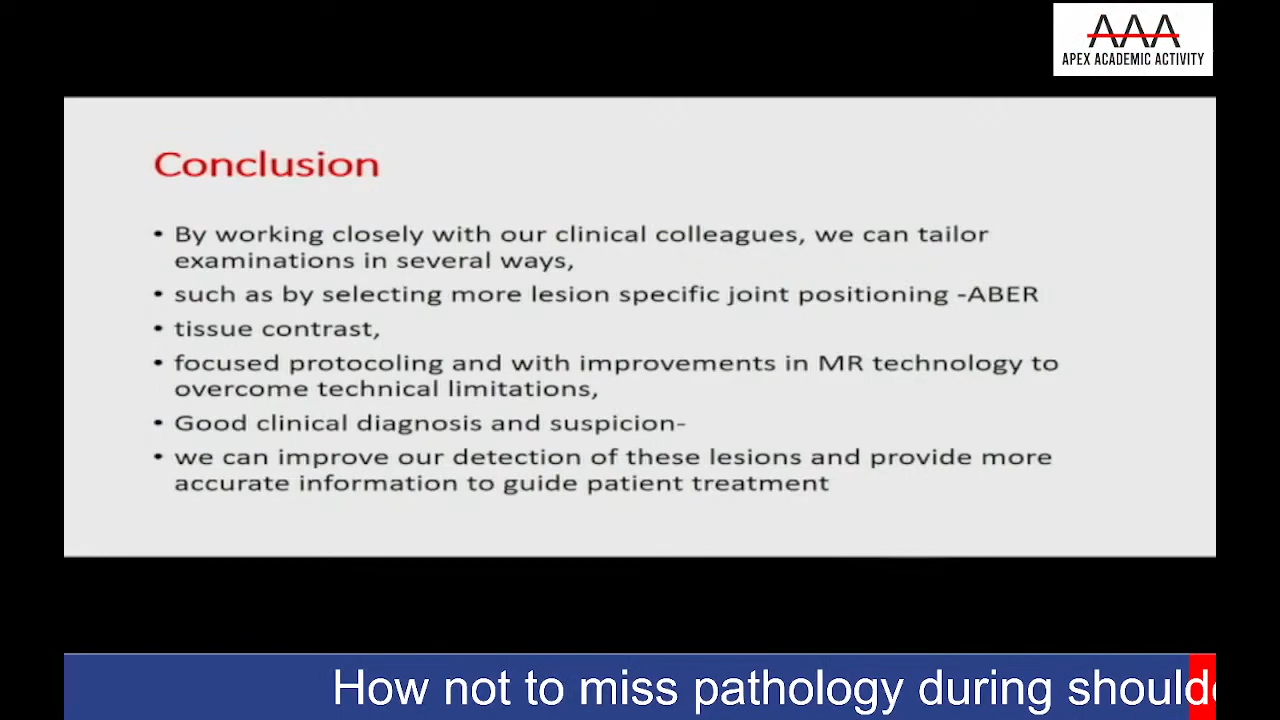 AAA
APEX ACADEMIC ACTIVITY
Conclusion
• By working closely with our clinical colleagues, we can tailor
examinations in several ways,
• such as by selecting more lesion specific joint positioning -ABER
• tissue contrast,
• focused protocoling and with improvements in MR technology to
overcome technical limitations,
• Good clinical diagnosis and suspicion-
• we can improve our detection of these lesions and provide more
accurate information to guide patient treatment
How not to miss pathology during should